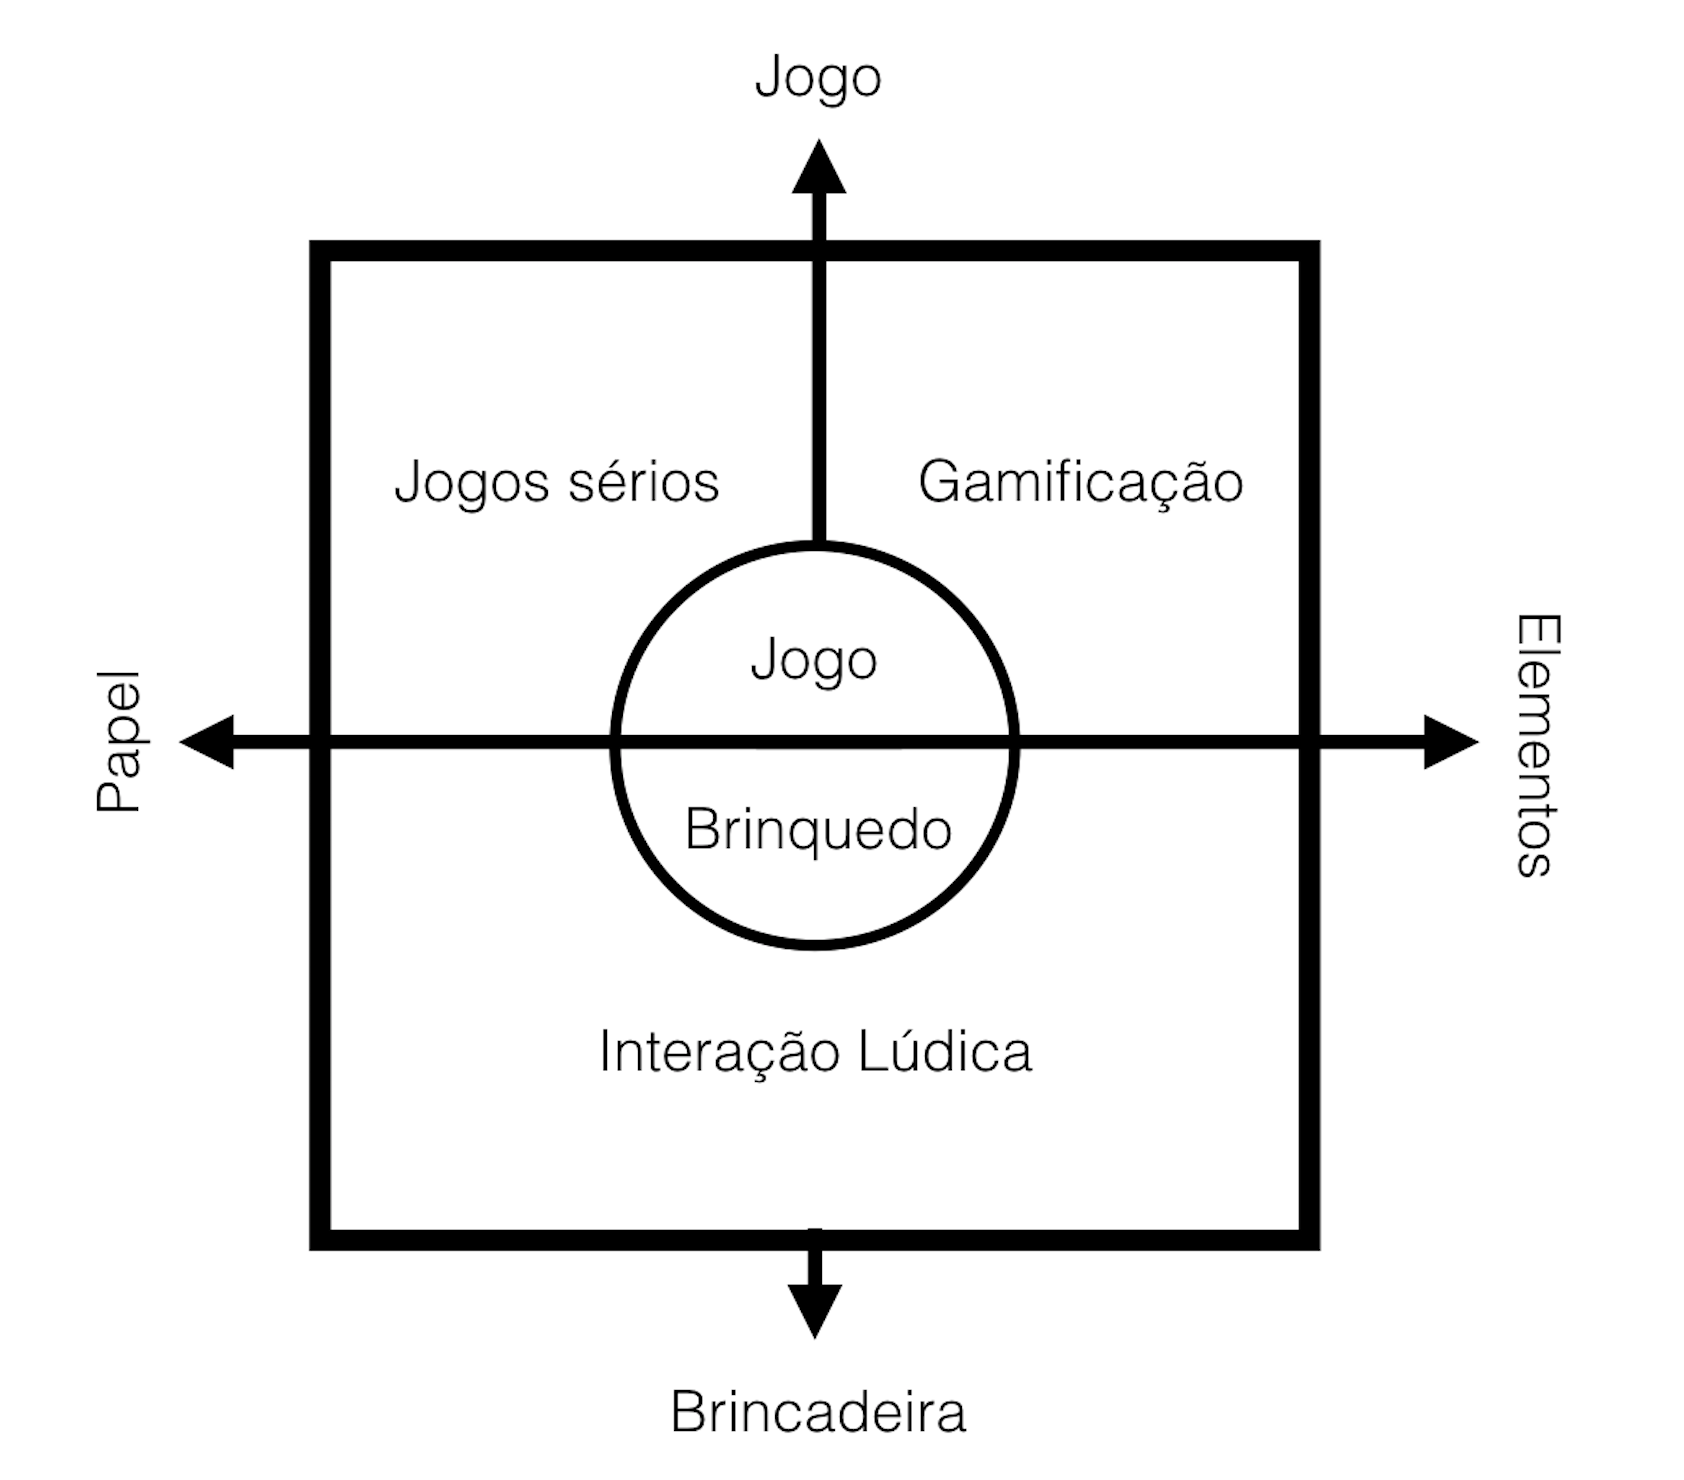 Jogo
Jogos sérios
Gamificação
Jogo
Papel
Elementos
Brinquedo
Interação Lúdica
Brincadeira